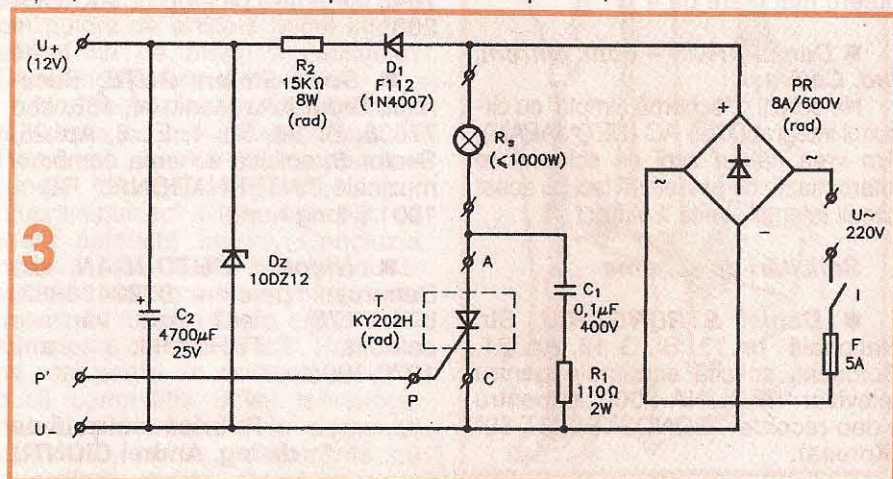 U+
(12V)
R2
15KΩ
8W
(rad)
D1
F112
(1N4007)
PR
8A/600V
(rad)
+
~
~
-
Rs
(⩽1000W)
U~
220V
3
Dz
10DZ12
A
C1
0,1μF
400V
I
+
C2
4700μF
25V
KY202H
(rad)
F
5A
P'
P
C
R1
110Ω
2W
U-